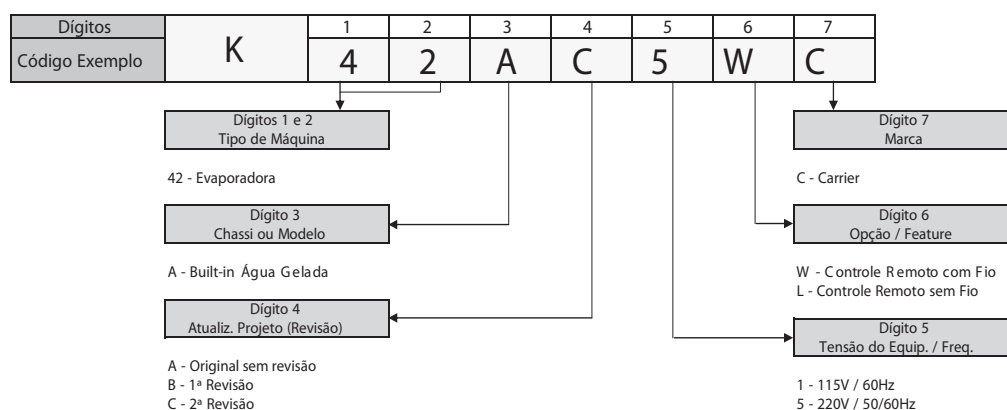 Dígitos K 1 2 3 4 5 6 7
Código Exemplo 4 2 A C 5 W C
Dígitos 1 e 2
Tipo de Máquina
42 - Evaporadora
Dígito 3
Chassi ou Modelo
A - Built-in Água Gelada
Dígito 4
Atualiz. Projeto (Revisão)
A - Original sem revisão
B - 1ª Revisão
C - 2ª Revisão
Dígito 7
Marca
C - Carrier
Dígito 6
Opção / Feature
W - Controle Remoto com Fio
L - Controle Remoto sem Fio
Dígito 5
Tensão do Equip. / Freq.
1 - 115V / 60Hz
5 - 220V / 50/60Hz